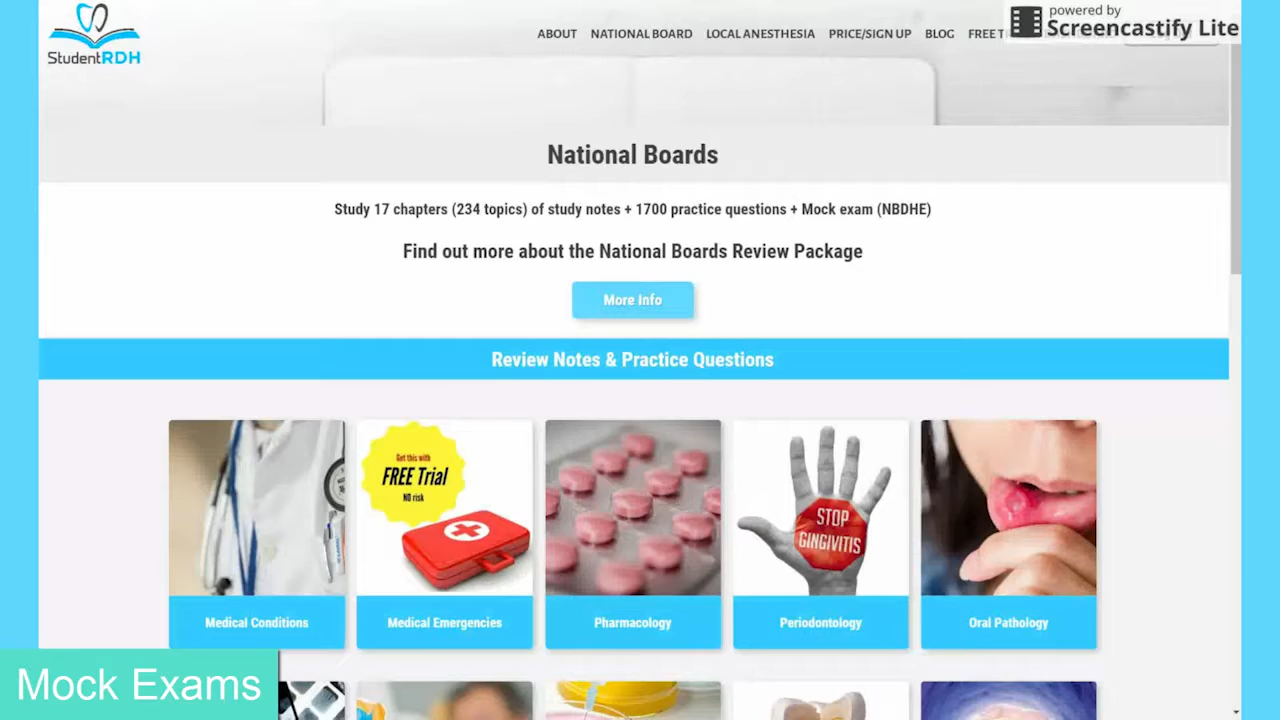 powered by
Screencastify Lite
StudentRDH
ABOUT NATIONAL BOARD LOCAL ANESTHESIA PRICE/SIGN UP BLOG FREE T
National Boards
Study 17 chapters (234 topics) of study notes + 1700 practice questions + Mock exam (NBDHE)
Find out more about the National Boards Review Package
More Info
Review Notes & Practice Questions
Get this with
FREE Trial
NO risk
STOP
GINGIVITIS
Medical Conditions
Medical Emergencies
Pharmacology
Periodontology
Oral Pathology
Mock Exams